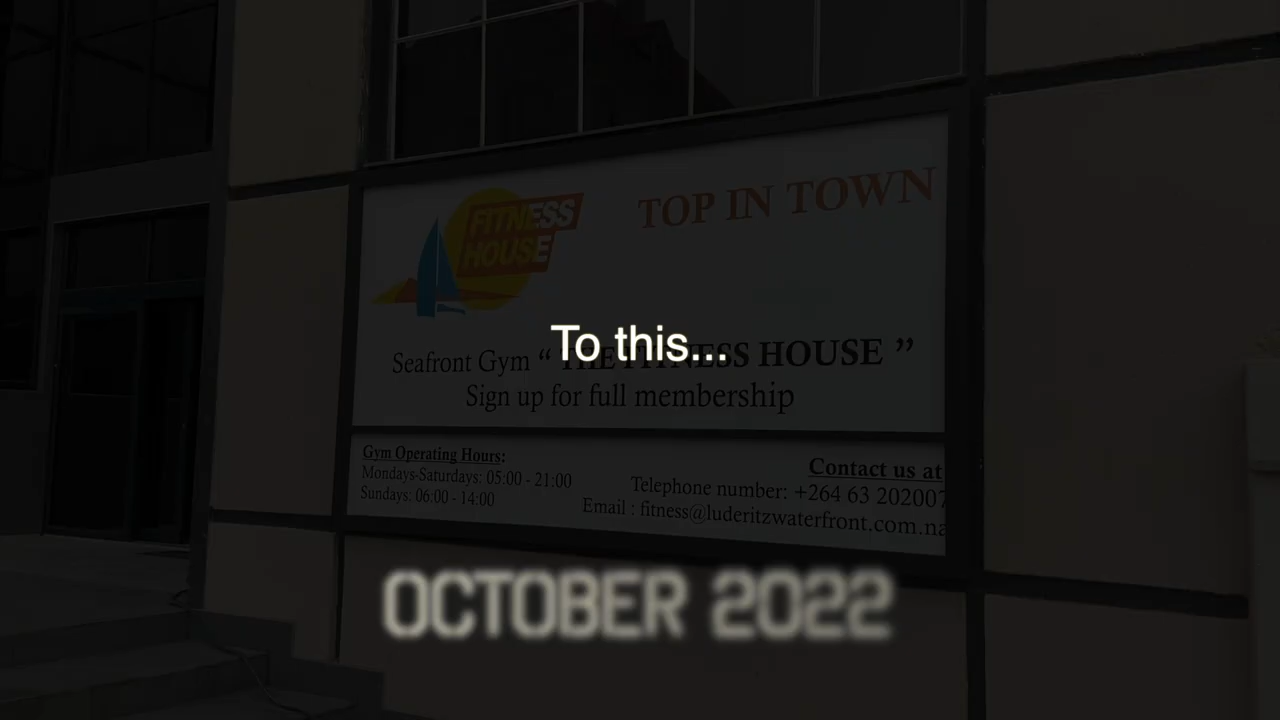 FITNESS
HOUSE
TOP IN TOWN
To this...
Seafront Gym “ THE FITNESS HOUSE ”
Sign up for full membership
Gym Operating Hours:
Mondays-Saturdays: 05:00 - 21:00
Sundays: 06:00 - 14:00
Contact us at
Telephone number: +264 63 202007
Email : fitness@luderitzwaterfront.com.na
OCTOBER 2022